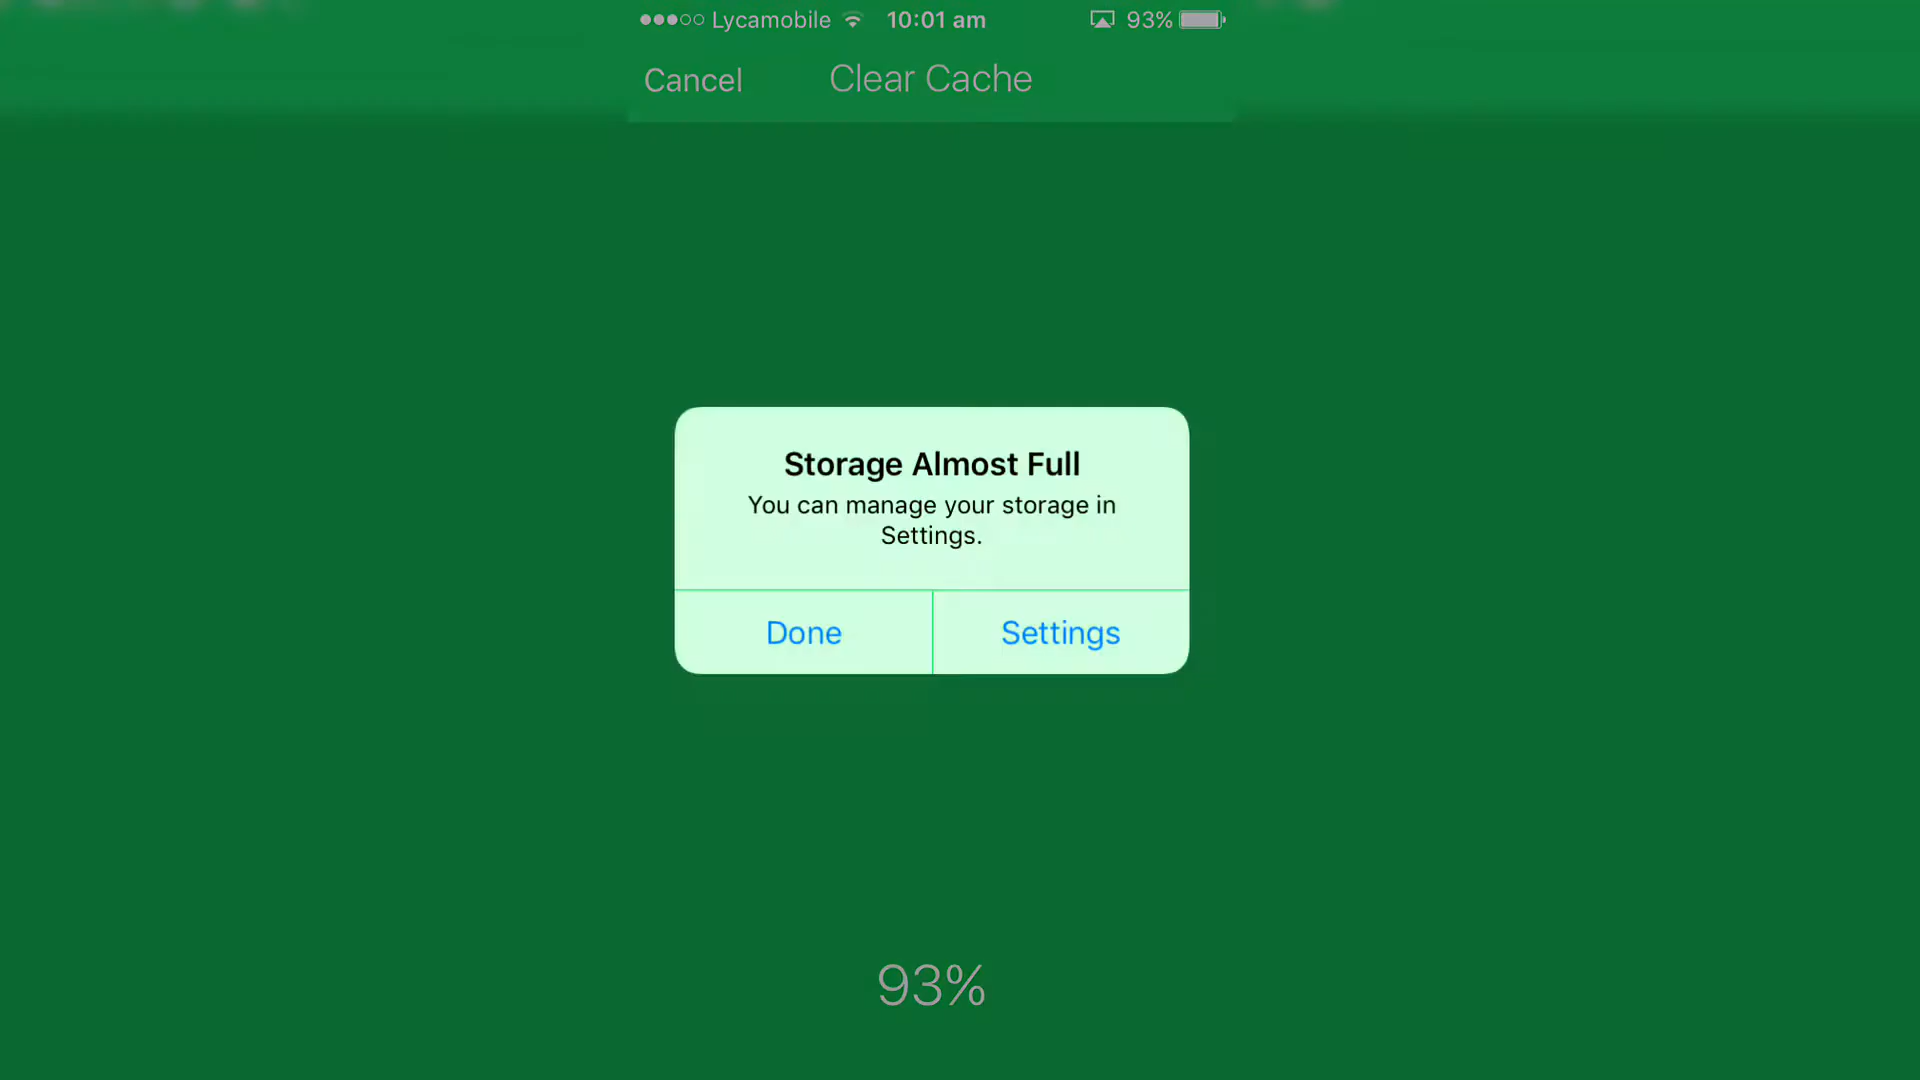 Lycamobile 10:01 am 93%
Cancel Clear Cache
Storage Almost Full
You can manage your storage in
Settings.
Done Settings
93%